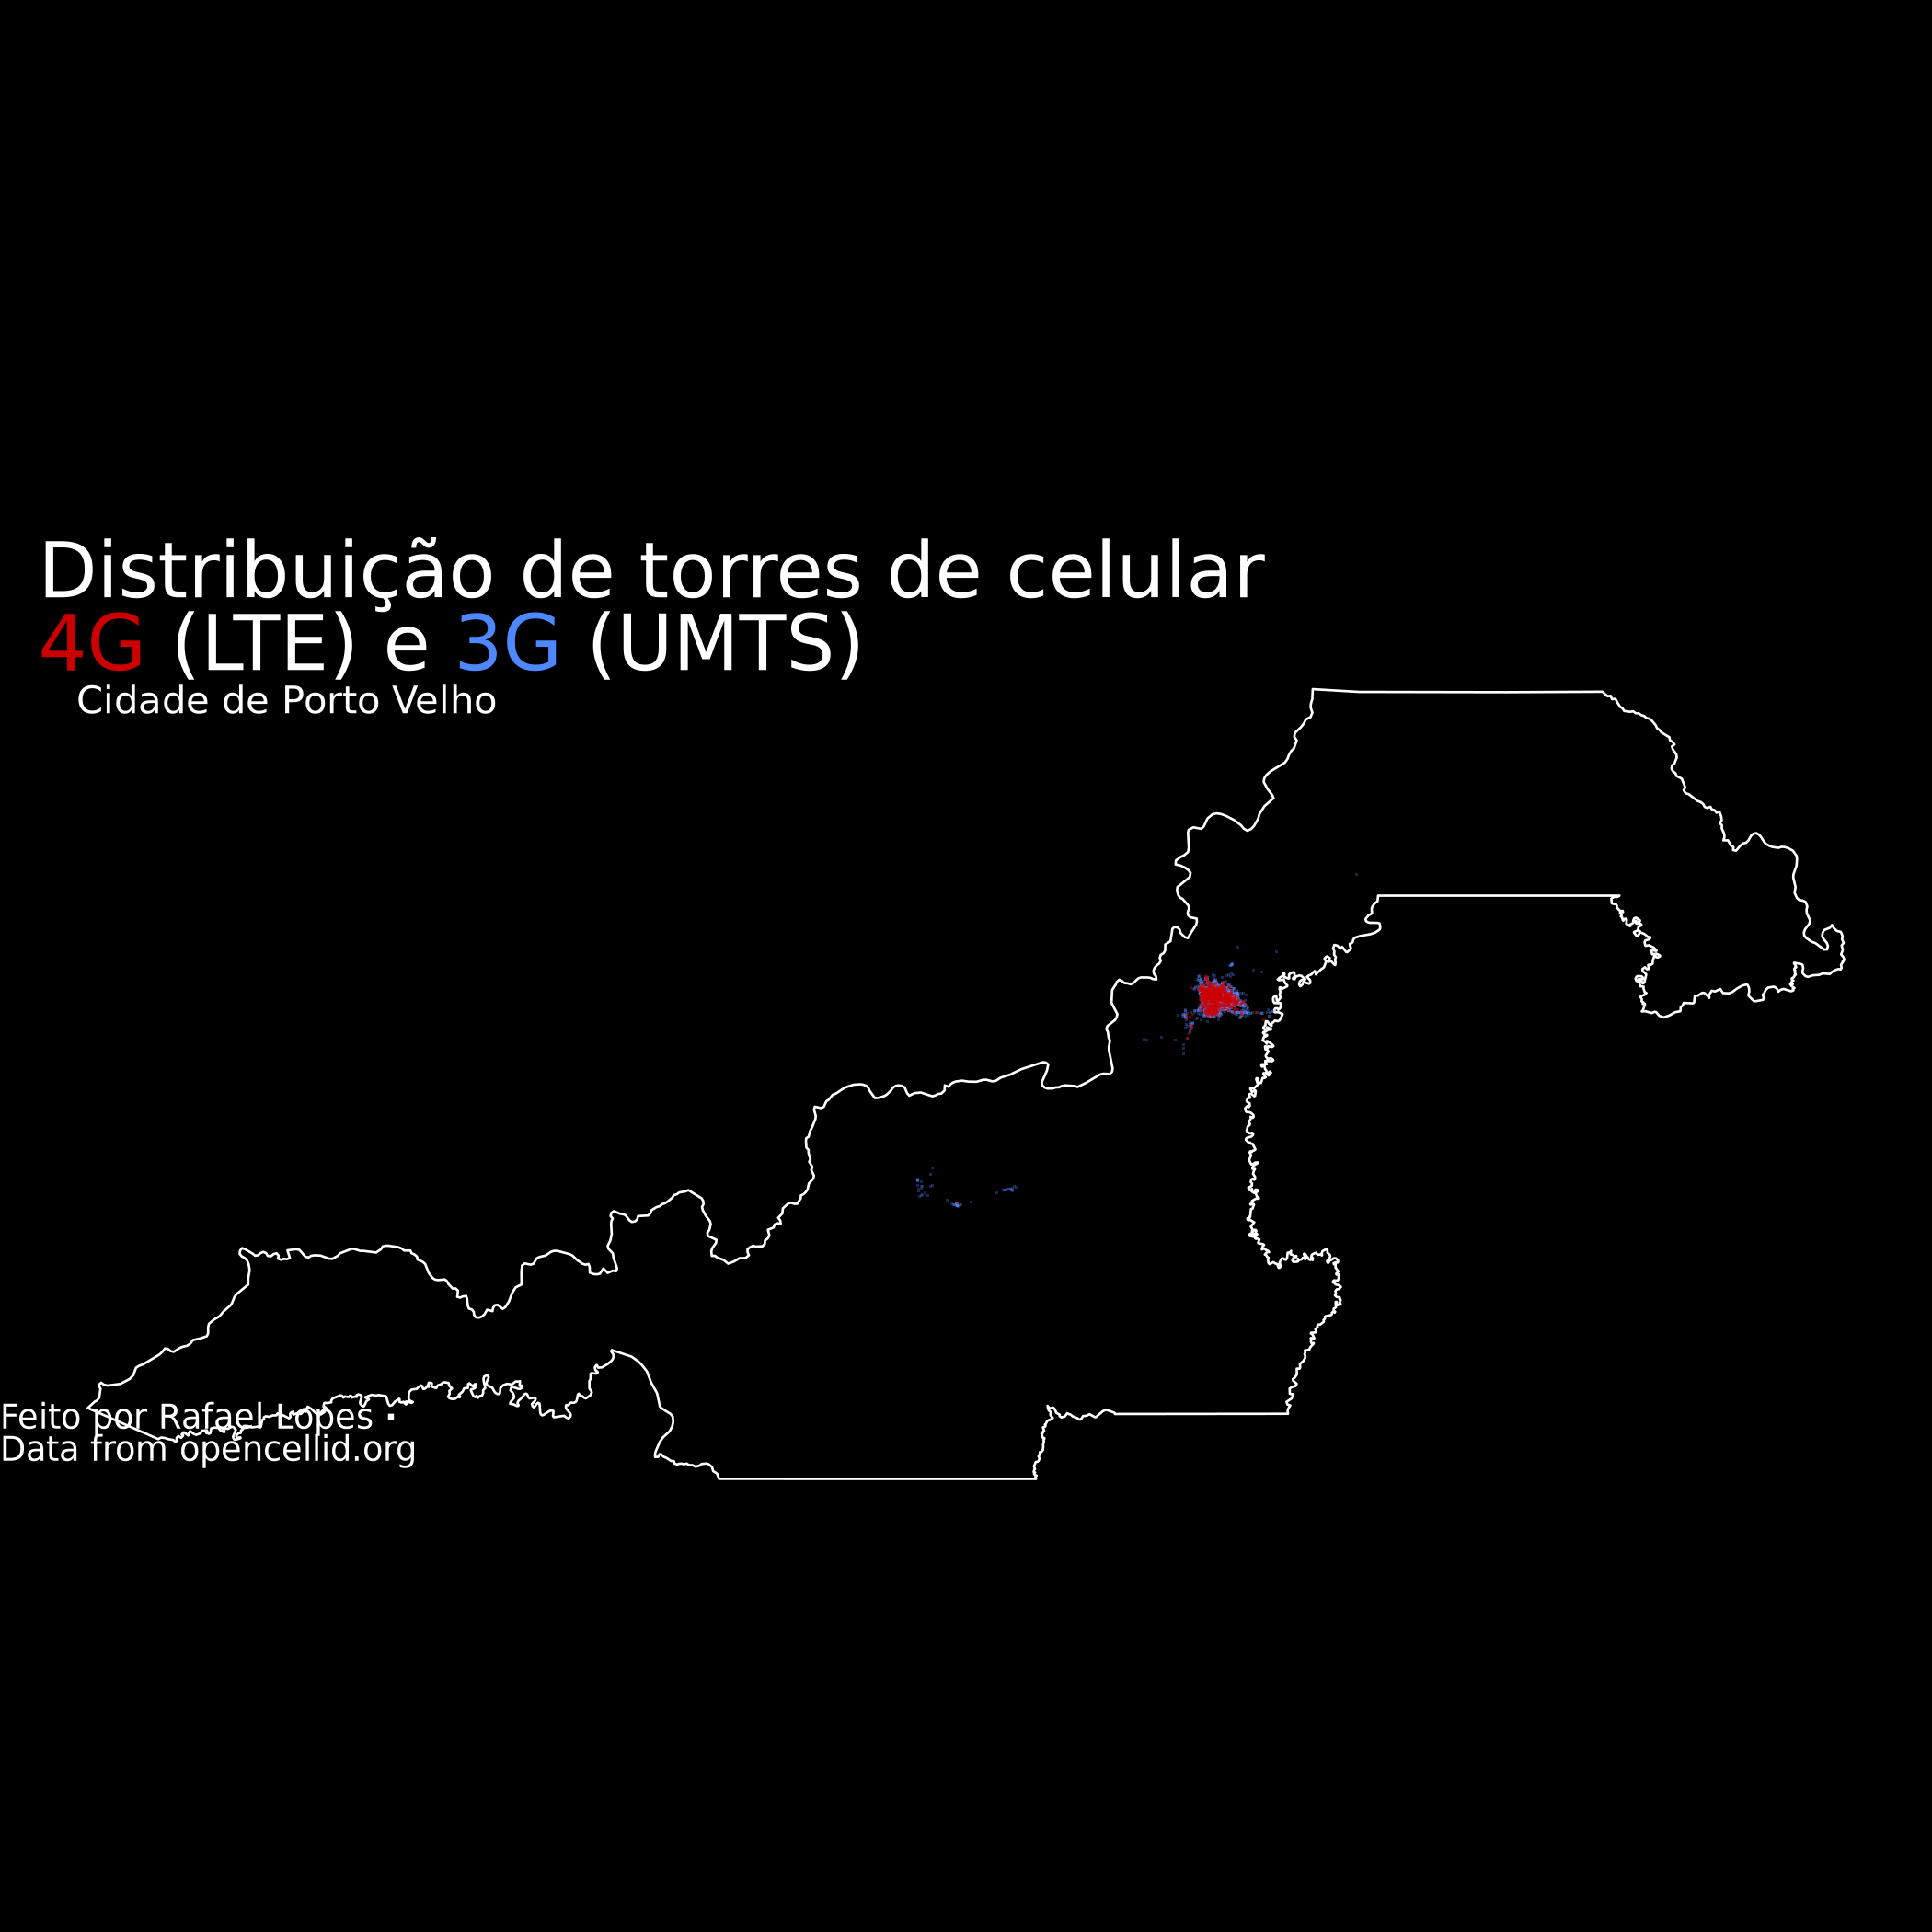 Distribuição de torres de celular
4G (LTE) e 3G (UMTS)
Cidade de Porto Velho
Feito por Rafael Lopes ·
Data from opencellid.org